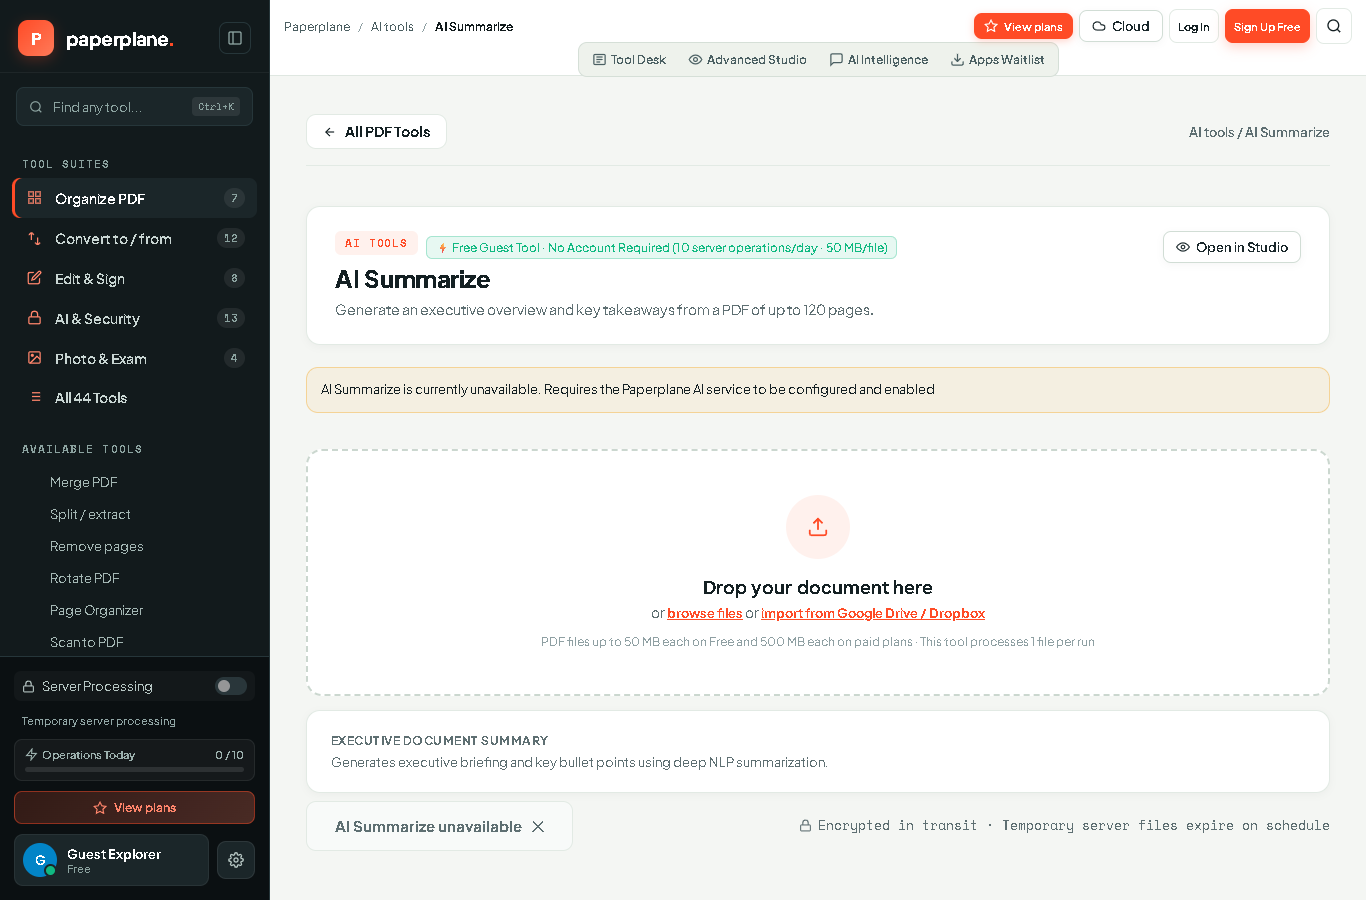 P paperplane.
Find any tool... Ctrl+K
TOOL SUITES
Organize PDF 7
Convert to / from 12
Edit & Sign 8
AI & Security 13
Photo & Exam 4
All 44 Tools
AVAILABLE TOOLS
Merge PDF
Split / extract
Remove pages
Rotate PDF
Page Organizer
Scan to PDF
Server Processing
Temporary server processing
Operations Today 0 / 10
View plans
G Guest Explorer
Free
Paperplane / AI tools / AI Summarize
View plans Cloud Log In Sign Up Free
Tool Desk Advanced Studio AI Intelligence Apps Waitlist
All PDF Tools
AI tools / AI Summarize
AI TOOLS
Free Guest Tool · No Account Required (10 server operations/day · 50 MB/file)
Open in Studio
AI Summarize
Generate an executive overview and key takeaways from a PDF of up to 120 pages.
AI Summarize is currently unavailable. Requires the Paperplane AI service to be configured and enabled
Drop your document here
or browse files or import from Google Drive / Dropbox
PDF files up to 50 MB each on Free and 500 MB each on paid plans · This tool processes 1 file per run
EXECUTIVE DOCUMENT SUMMARY
Generates executive briefing and key bullet points using deep NLP summarization.
AI Summarize unavailable
Encrypted in transit · Temporary server files expire on schedule